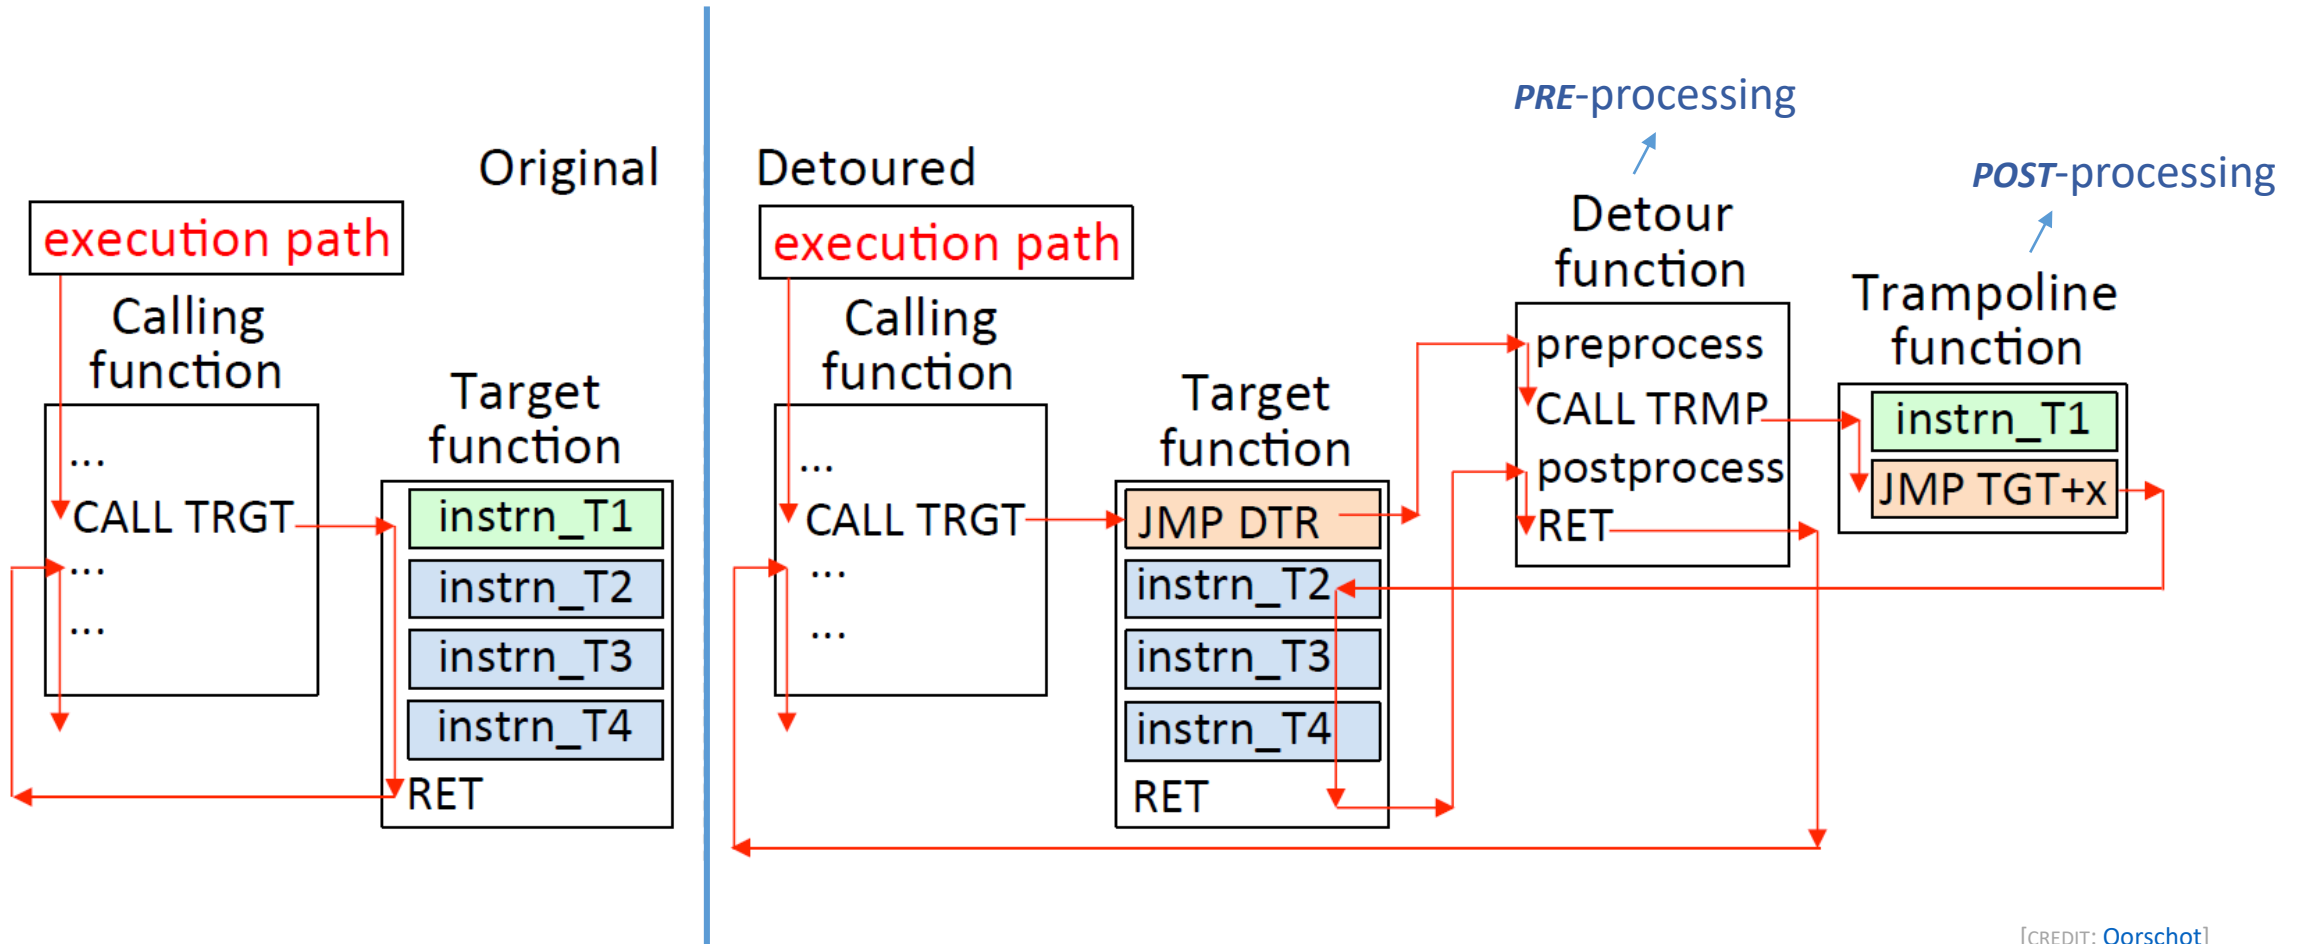 Original
execution path
Calling
function
...
CALL TRGT
...
...
Target
function
instrn_T1
instrn_T2
instrn_T3
instrn_T4
RET
Detoured
execution path
Calling
function
...
CALL TRGT
...
...
Target
function
JMP DTR
instrn_T2
instrn_T3
instrn_T4
RET
PRE-processing
Detour
function
preprocess
CALL TRMP
postprocess
RET
POST-processing
Trampoline
function
instrn_T1
JMP TGT+x
[CREDIT: Oorschot]